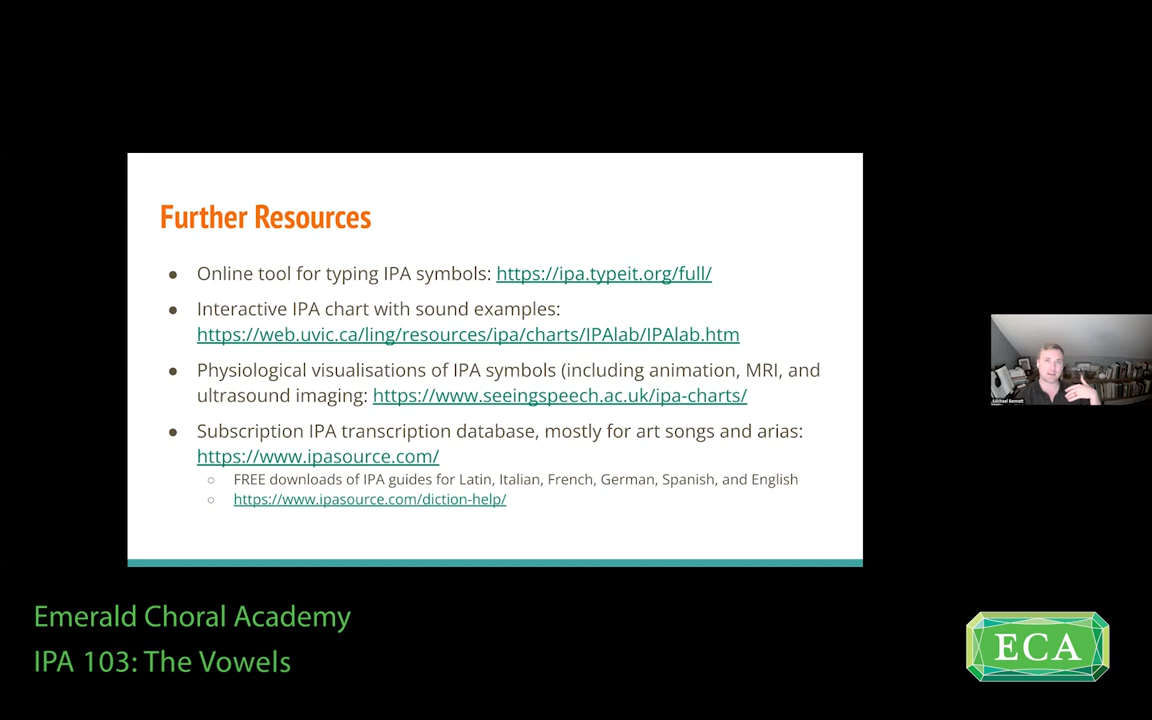 Further Resources
● Online tool for typing IPA symbols: https://ipa.typeit.org/full/
● Interactive IPA chart with sound examples:
https://web.uvic.ca/ling/resources/ipa/charts/IPAlab/IPAlab.htm
● Physiological visualisations of IPA symbols (including animation, MRI, and
ultrasound imaging: https://www.seeingspeech.ac.uk/ipa-charts/
● Subscription IPA transcription database, mostly for art songs and arias:
https://www.ipasource.com/
○ FREE downloads of IPA guides for Latin, Italian, French, German, Spanish, and English
○ https://www.ipasource.com/diction-help/
Michael Bennett
Emerald Choral Academy
IPA 103: The Vowels
ECA